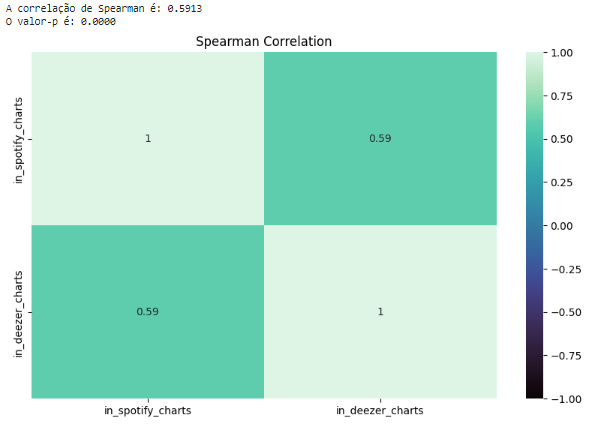 A correlação de Spearman é: 0.5913
O valor-p é: 0.0000
Spearman Correlation
in_spotify_charts
in_deezer_charts
1
0.59
0.59
1
in_spotify_charts
in_deezer_charts
1.00
0.75
0.50
0.25
0.00
−0.25
−0.50
−0.75
−1.00